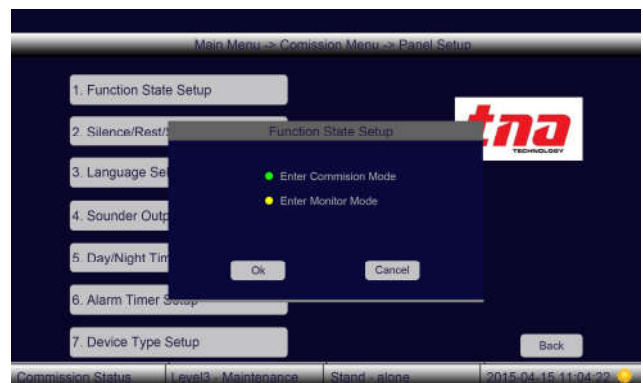 Main Menu -> Comission Menu -> Panel Setup
1. Function State Setup
2. Silence/Rest/
3. Language Sel
4. Sounder Outp
5. Day/Night Tim
6. Alarm Timer Setup
7. Device Type Setup
tna
TECHNOLOGY
Function State Setup
Enter Commision Mode
Enter Monitor Mode
Ok
Cancel
Back
Commission Status
Level3 - Maintenance
Stand - alone
2015-04-15 11:04:22